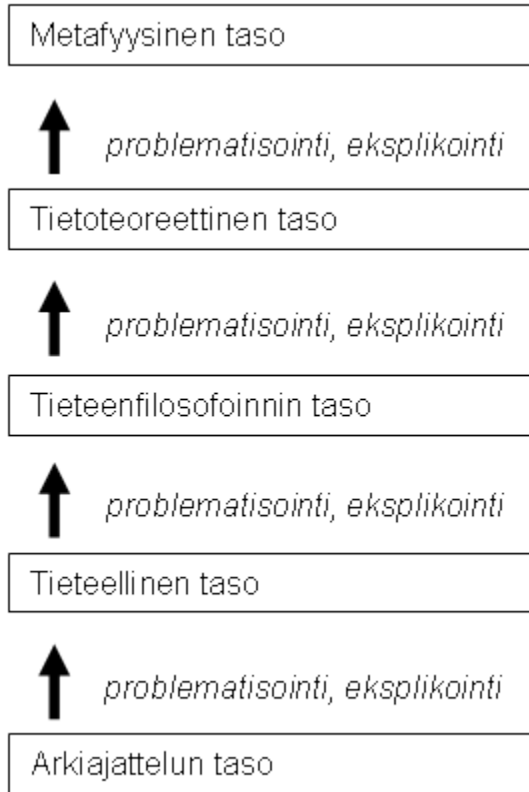 Metafyysinen taso
problematisointi, eksplikointi
Tietoteoreettinen taso
problematisointi, eksplikointi
Tieteenfilosofoinnin taso
problematisointi, eksplikointi
Tieteellinen taso
problematisointi, eksplikointi
Arkiajattelun taso